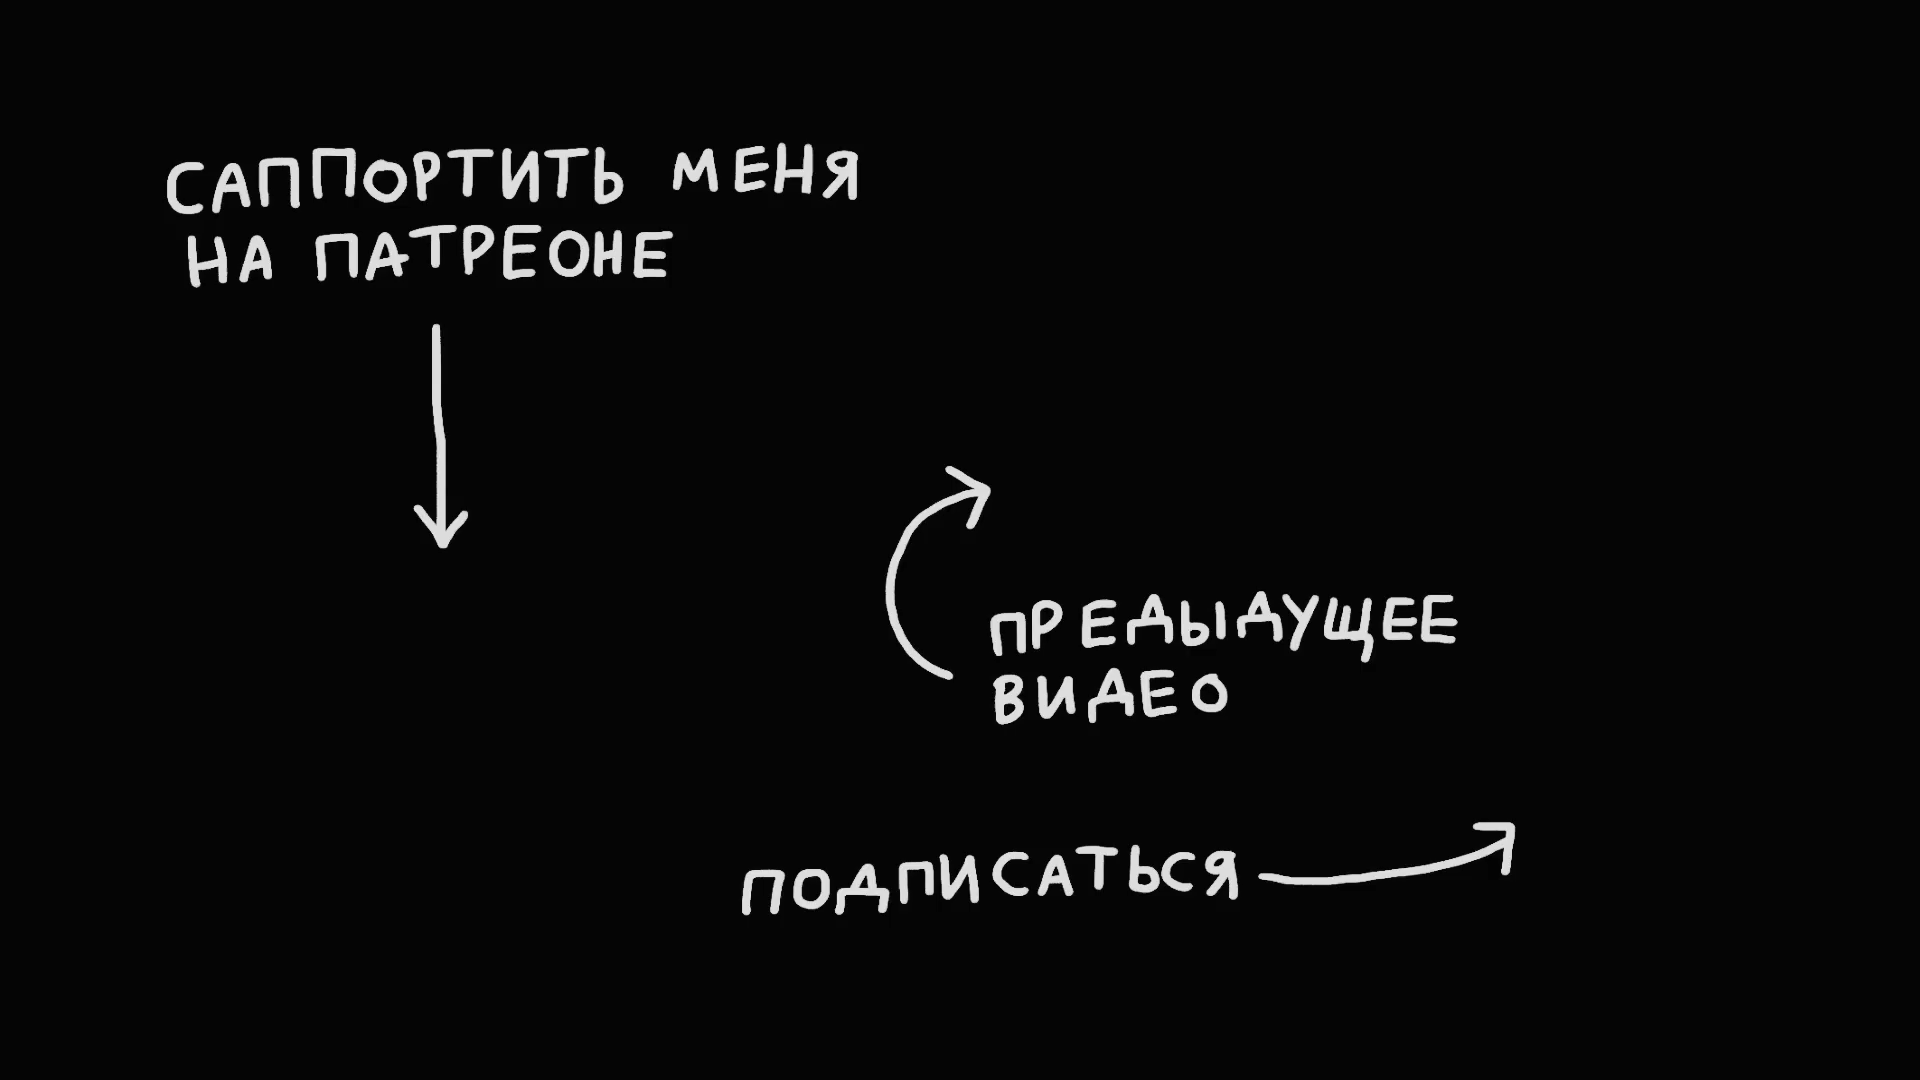 САППОРТИТЬ МЕНЯ
НА ПАТРЕОНЕ
ПРЕДЫДУЩЕЕ
ВИДЕО
ПОДПИСАТЬСЯ